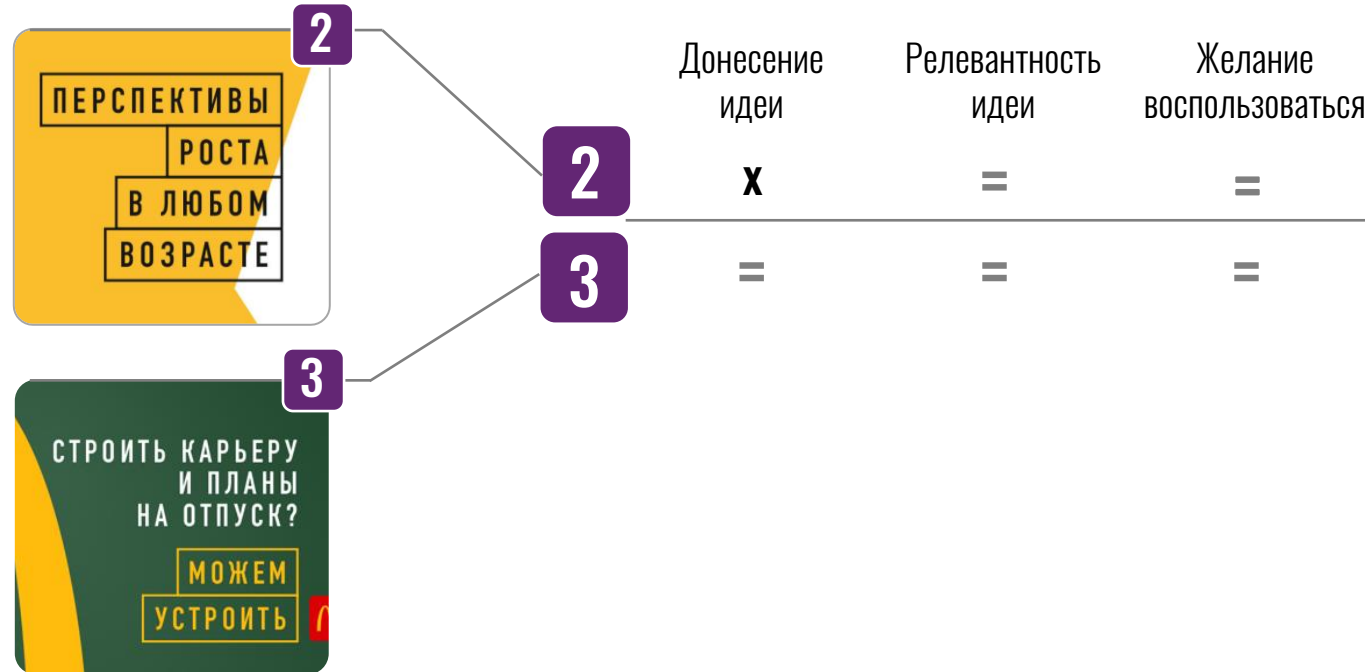 2
ПЕРСПЕКТИВЫ
РОСТА
В ЛЮБОМ
ВОЗРАСТЕ
3
СТРОИТЬ КАРЬЕРУ
И ПЛАНЫ
НА ОТПУСК?
МОЖЕМ
УСТРОИТЬ
Донесение
идеи
Релевантность
идеи
Желание
воспользоваться
2 x = =
3 = = =